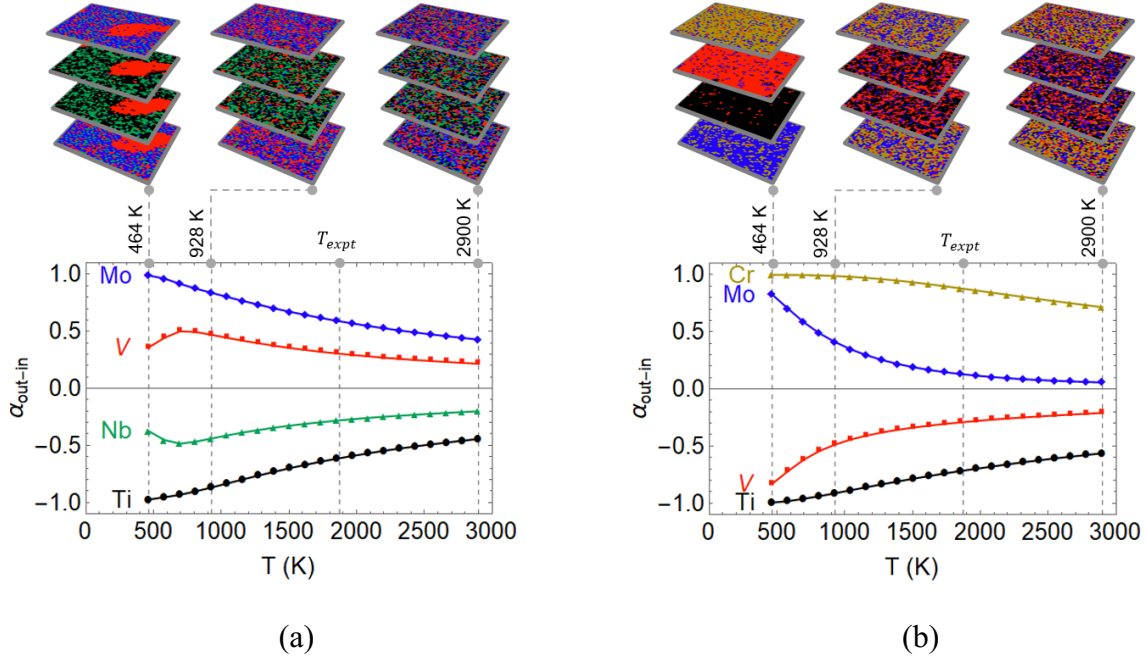 464 K
928 K
T_expt
2900 K
1.0
0.5
0.0
−0.5
−1.0
α_out−in
Mo
V
Nb
Ti
0 500 1000 1500 2000 2500 3000
T (K)
(a)
464 K
928 K
T_expt
2900 K
1.0
0.5
0.0
−0.5
−1.0
α_out−in
Cr
Mo
V
Ti
0 500 1000 1500 2000 2500 3000
T (K)
(b)